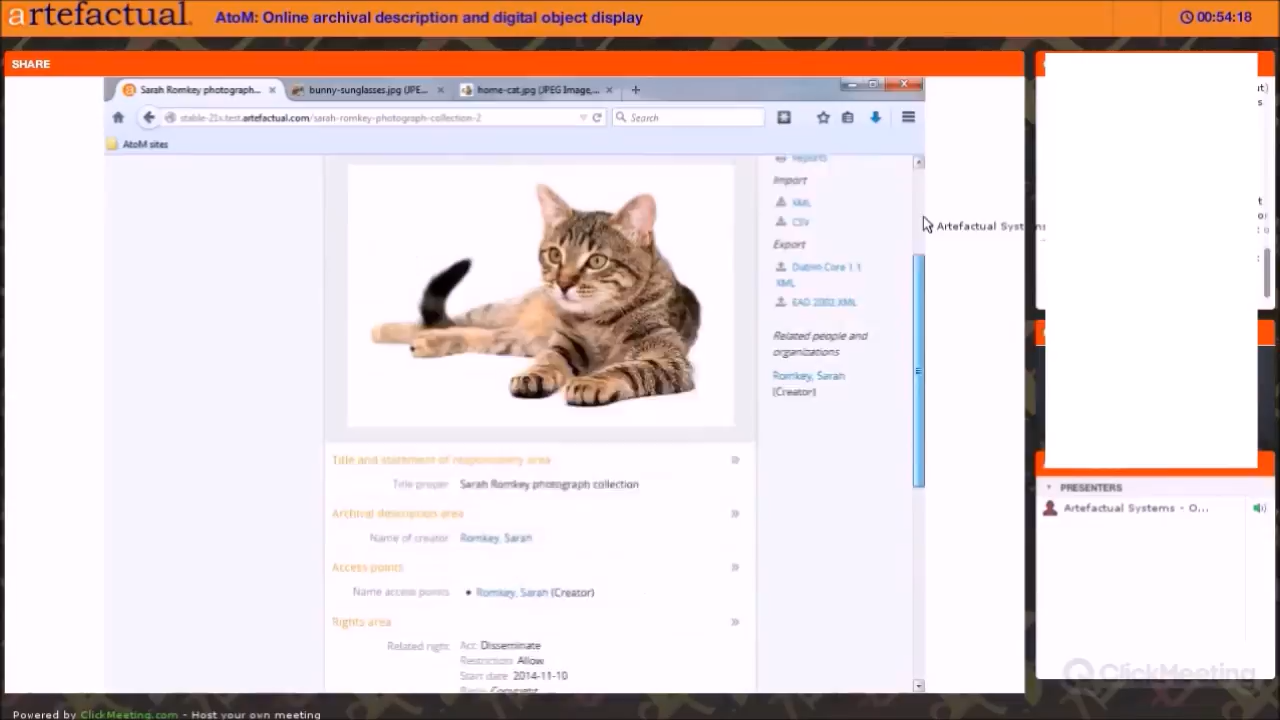 artefactual
AtoM: Online archival description and digital object display
00:54:18
SHARE
Sarah Romkey photograph...
bunny-sunglasses.jpg (JPE...
home-cat.jpg (JPEG Image,...
stable-21x.test.artefactual.com/sarah-romkey-photograph-collection-2
Search
AtoM sites
Reports
Import
XML
CSV
Export
Dublin Core 1.1
XML
EAD 2002 XML
Related people and
organizations
Romkey, Sarah
(Creator)
Artefactual Systems
Title and statement of responsibility area
Title proper Sarah Romkey photograph collection
Archival description area
Name of creator Romkey, Sarah
Access points
Name access points • Romkey, Sarah (Creator)
Rights area
Related right Act: Disseminate
Restriction: Allow
Start date: 2014-11-10
Basis: Copyright
PRESENTERS
Artefactual Systems - O...
ClickMeeting
Powered by ClickMeeting.com - Host your own meeting